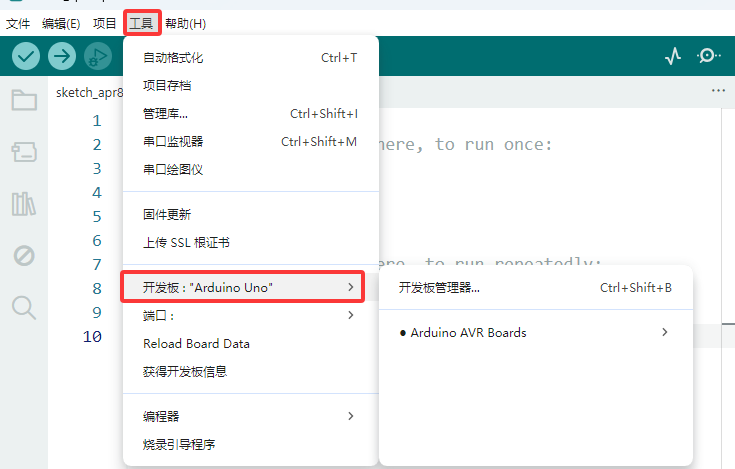 文件 编辑(E) 项目 工具 帮助(H)
sketch_apr8
自动格式化 Ctrl+T
项目存档
管理库... Ctrl+Shift+I
串口监视器 Ctrl+Shift+M
串口绘图仪
固件更新
上传 SSL 根证书
开发板 : "Arduino Uno"
端口 :
Reload Board Data
获得开发板信息
编程器
烧录引导程序
开发板管理器... Ctrl+Shift+B
● Arduino AVR Boards
1
2 here, to run once:
3
4
5
6
7 re, to run repeatedly:
8
9
10